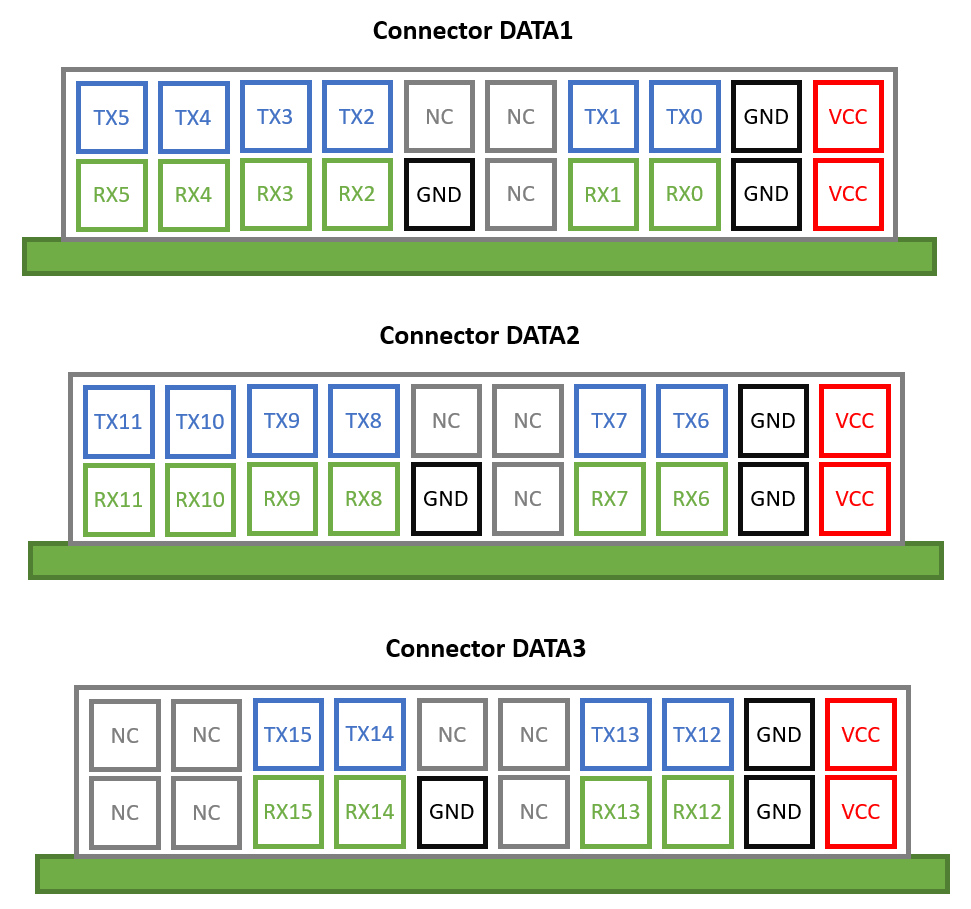 Connector DATA1
TX5 TX4 TX3 TX2 NC NC TX1 TX0 GND VCC
RX5 RX4 RX3 RX2 GND NC RX1 RX0 GND VCC
Connector DATA2
TX11 TX10 TX9 TX8 NC NC TX7 TX6 GND VCC
RX11 RX10 RX9 RX8 GND NC RX7 RX6 GND VCC
Connector DATA3
NC NC TX15 TX14 NC NC TX13 TX12 GND VCC
NC NC RX15 RX14 GND NC RX13 RX12 GND VCC